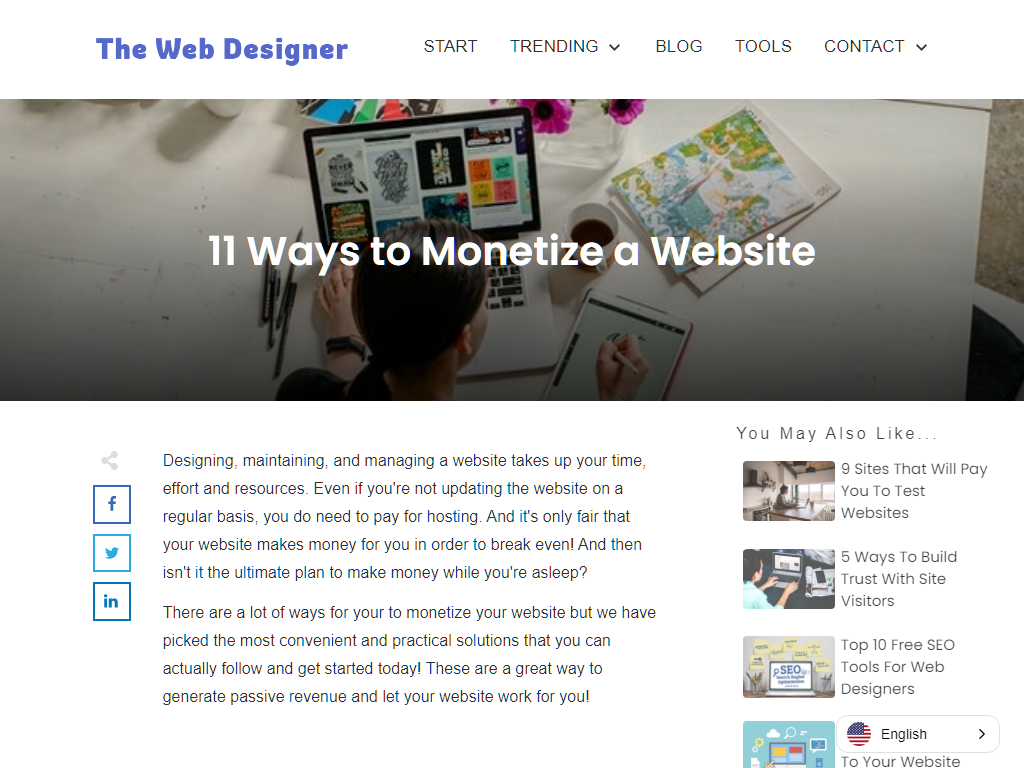 The Web Designer
START
TRENDING
BLOG
TOOLS
CONTACT
11 Ways to Monetize a Website
Designing, maintaining, and managing a website takes up your time,
effort and resources. Even if you're not updating the website on a
regular basis, you do need to pay for hosting. And it's only fair that
your website makes money for you in order to break even! And then
isn't it the ultimate plan to make money while you're asleep?
There are a lot of ways for your to monetize your website but we have
picked the most convenient and practical solutions that you can
actually follow and get started today! These are a great way to
generate passive revenue and let your website work for you!
You May Also Like...
9 Sites That Will Pay
You To Test
Websites
5 Ways To Build
Trust With Site
Visitors
Top 10 Free SEO
Tools For Web
Designers
SEO
English
To Your Website